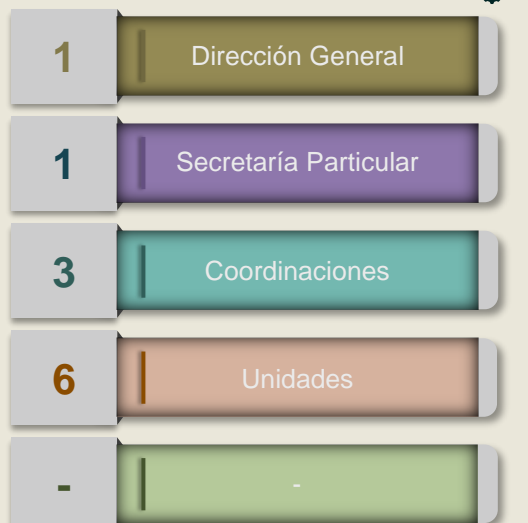 1 Dirección General
1 Secretaría Particular
3 Coordinaciones
6 Unidades
- -